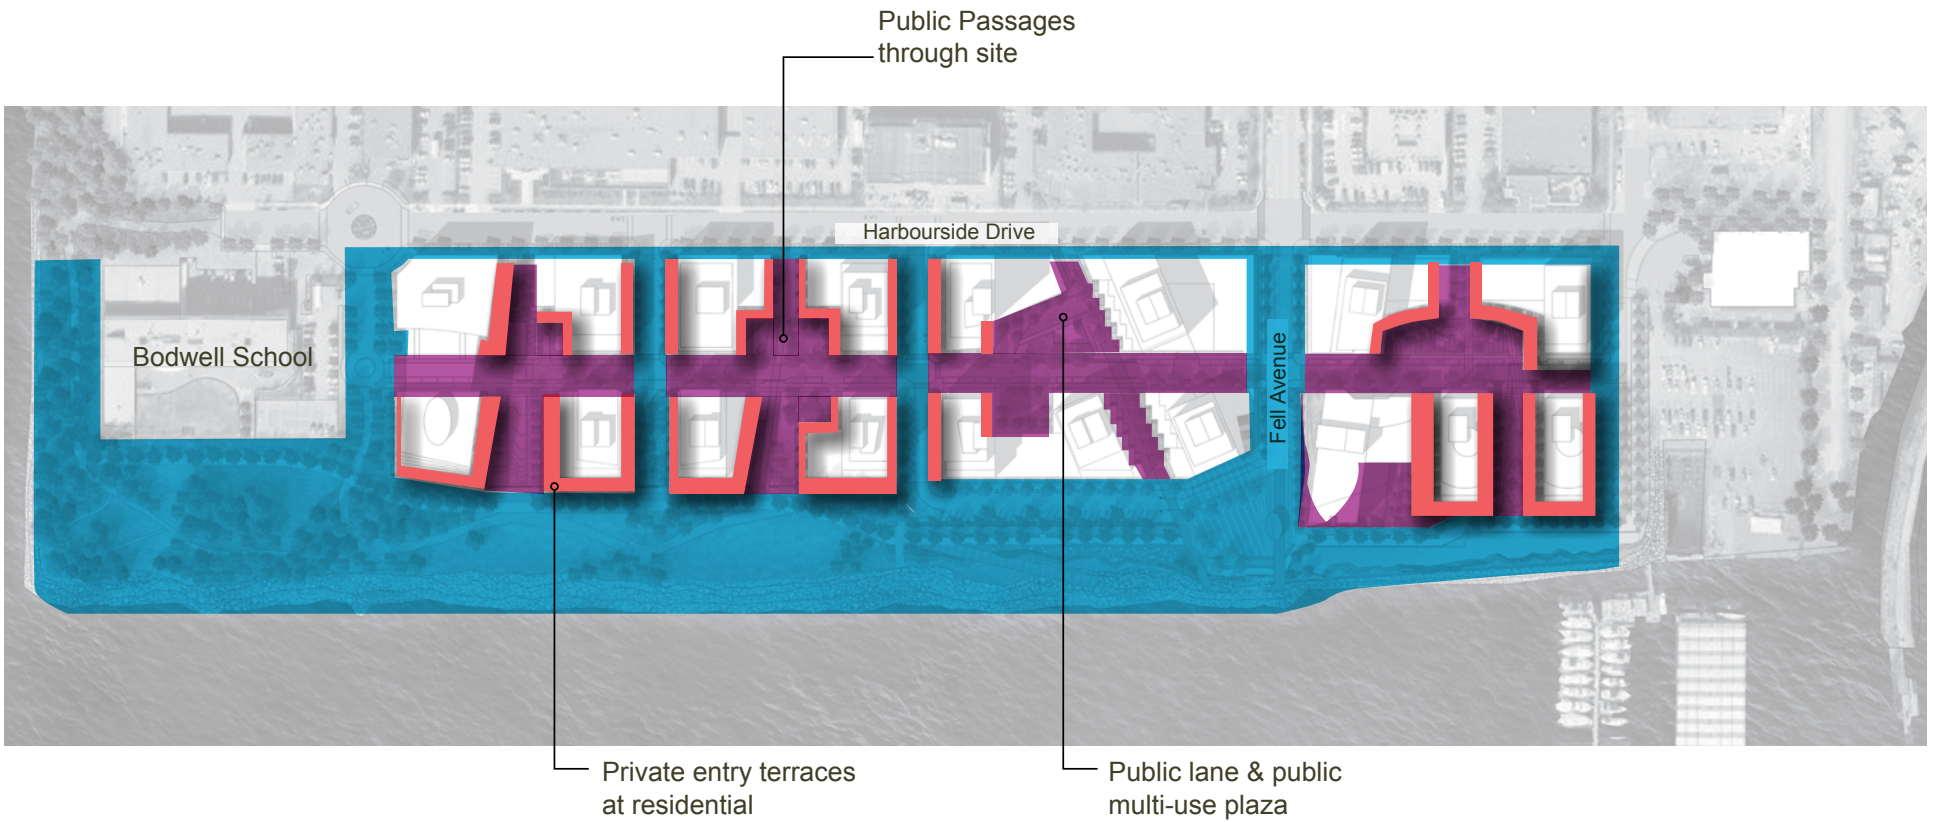 Public Passages
through site
Harbourside Drive
Bodwell School
Fell Avenue
Private entry terraces
at residential
Public lane & public
multi-use plaza